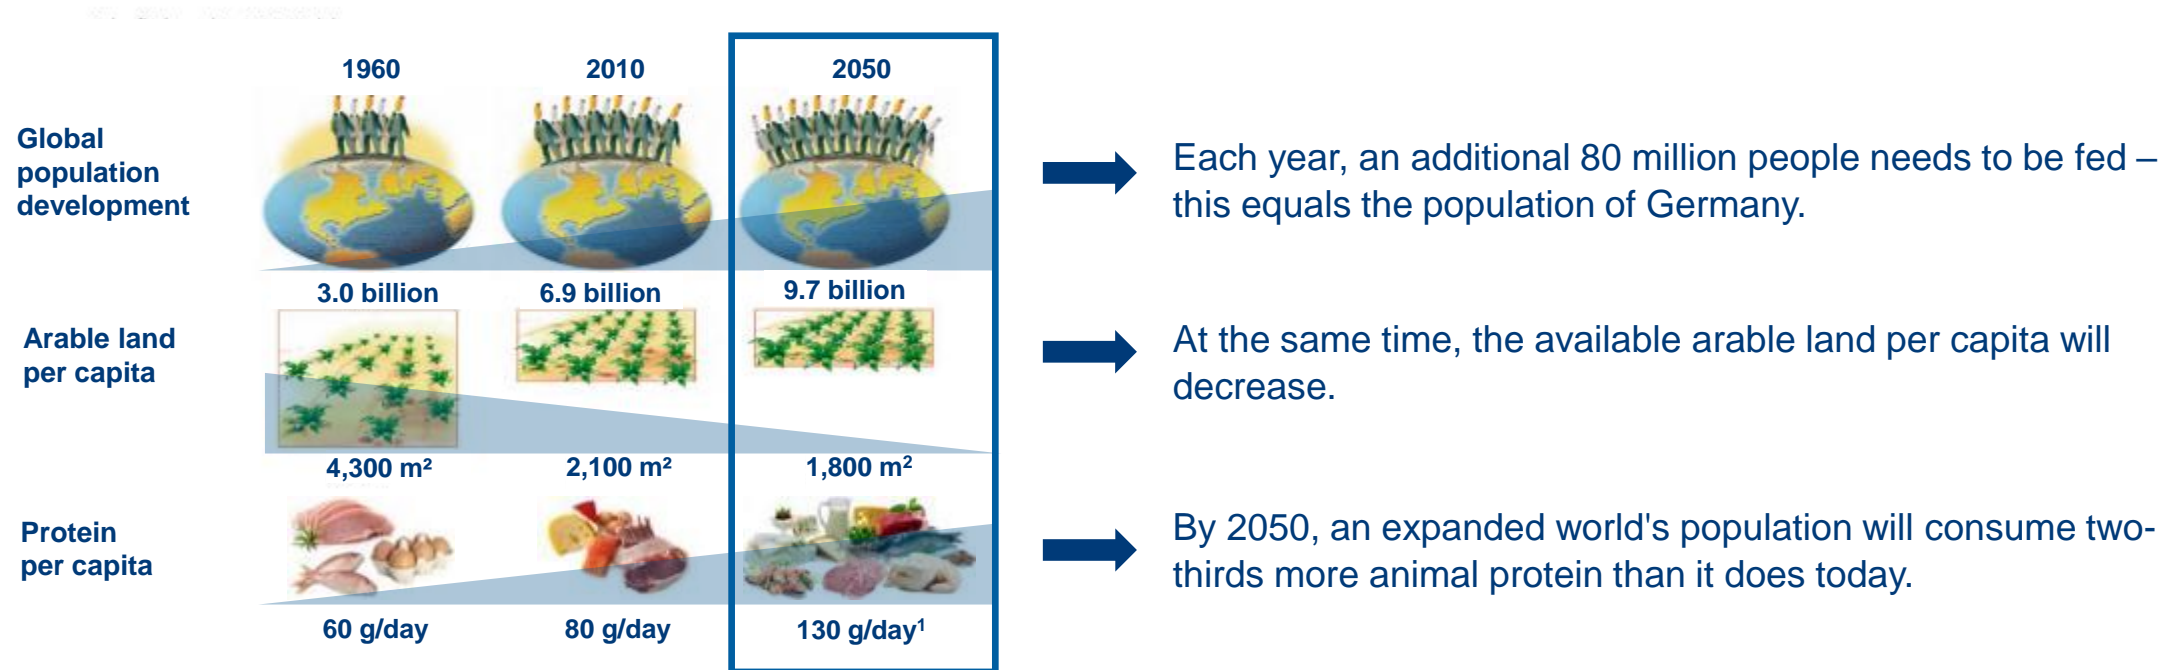 1960
2010
2050
Global
population
development
3.0 billion
6.9 billion
9.7 billion
Each year, an additional 80 million people needs to be fed –
this equals the population of Germany.
Arable land
per capita
4,300 m²
2,100 m²
1,800 m²
At the same time, the available arable land per capita will
decrease.
Protein
per capita
60 g/day
80 g/day
130 g/day¹
By 2050, an expanded world's population will consume two-
thirds more animal protein than it does today.